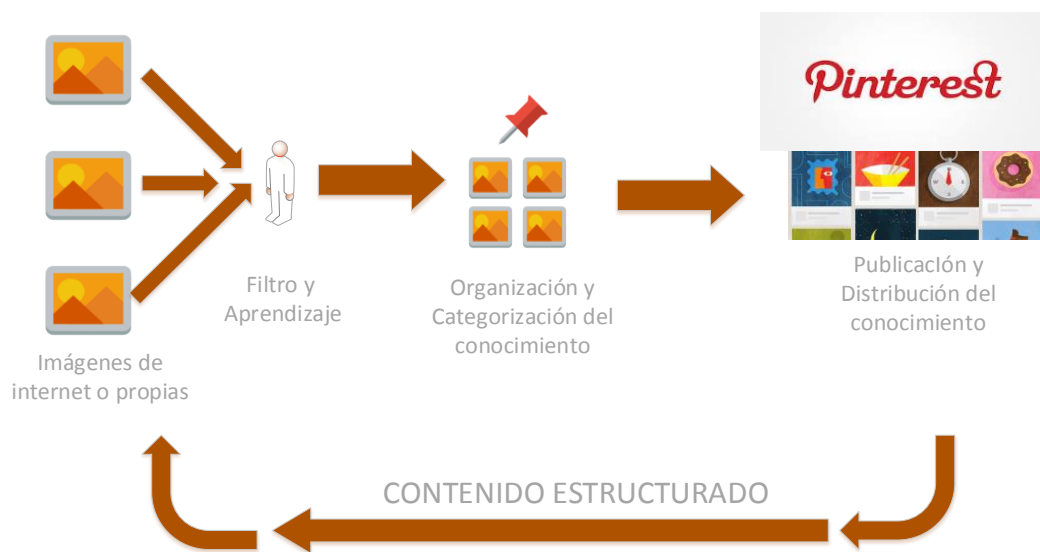 Pinterest
Filtro y
Aprendizaje
Organización y
Categorización del
conocimiento
Publicación y
Distribución del
conocimiento
Imágenes de
internet o propias
CONTENIDO ESTRUCTURADO